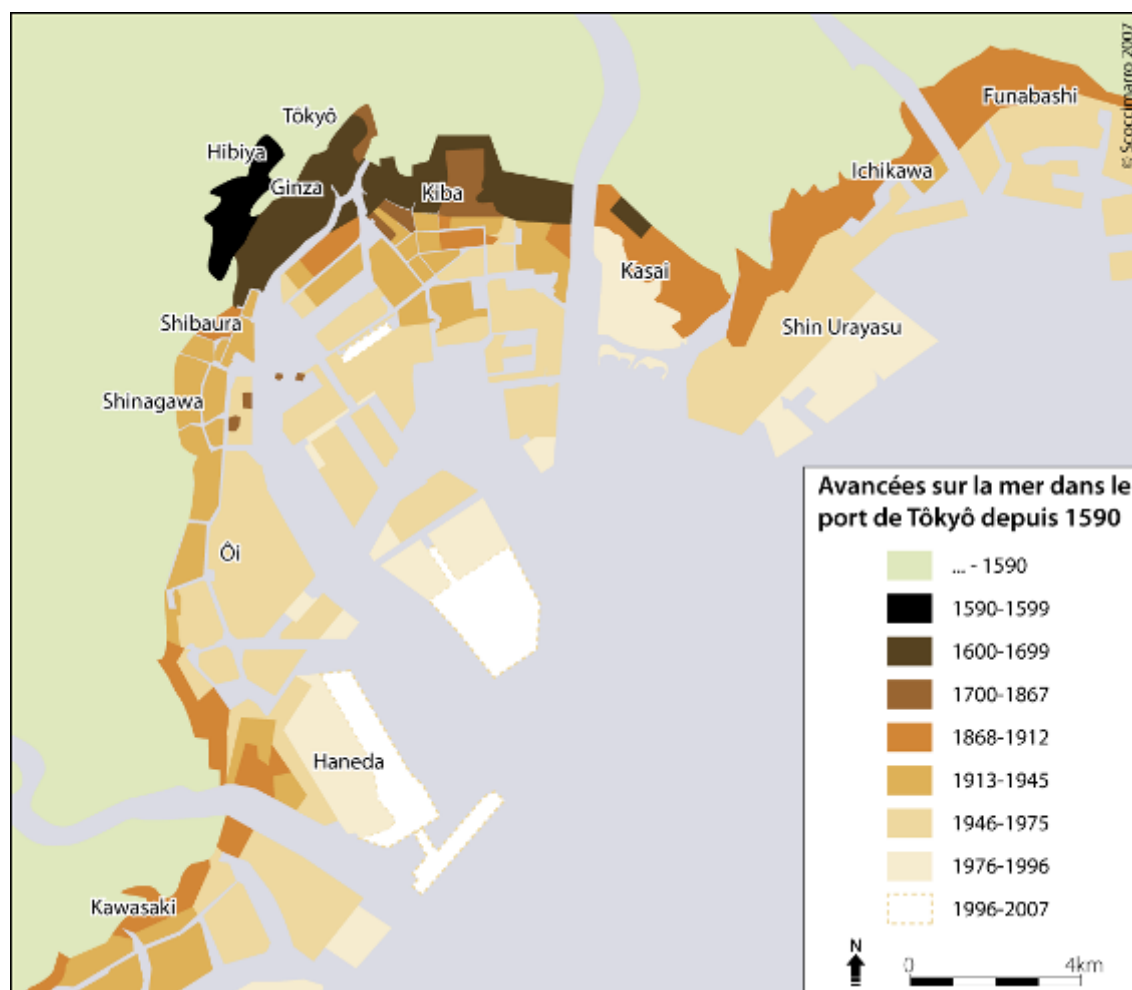 © Scoccimarro 2007
Funabashi
Tôkyô
Hibiya
Ichikawa
Ginza
Kiba
Kasai
Shibaura
Shin Urayasu
Shinagawa
Ôi
Haneda
Kawasaki
Avancées sur la mer dans le
port de Tôkyô depuis 1590
... - 1590
1590-1599
1600-1699
1700-1867
1868-1912
1913-1945
1946-1975
1976-1996
1996-2007
N
0 4km